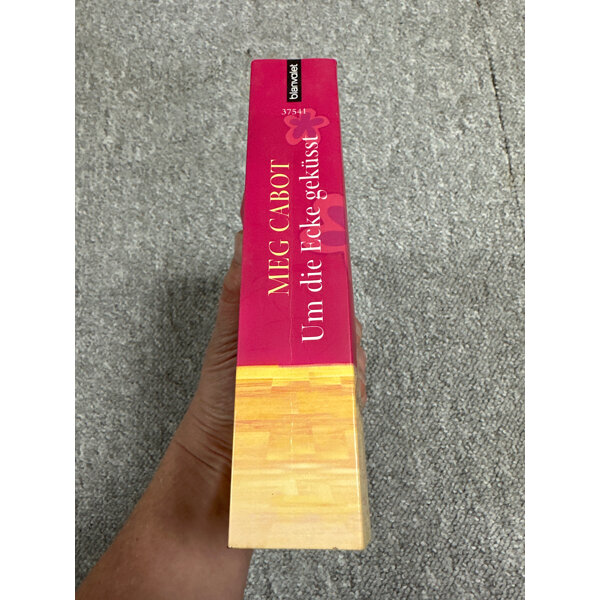 blanvalet
37541
MEG CABOT
Um die Ecke geküsst